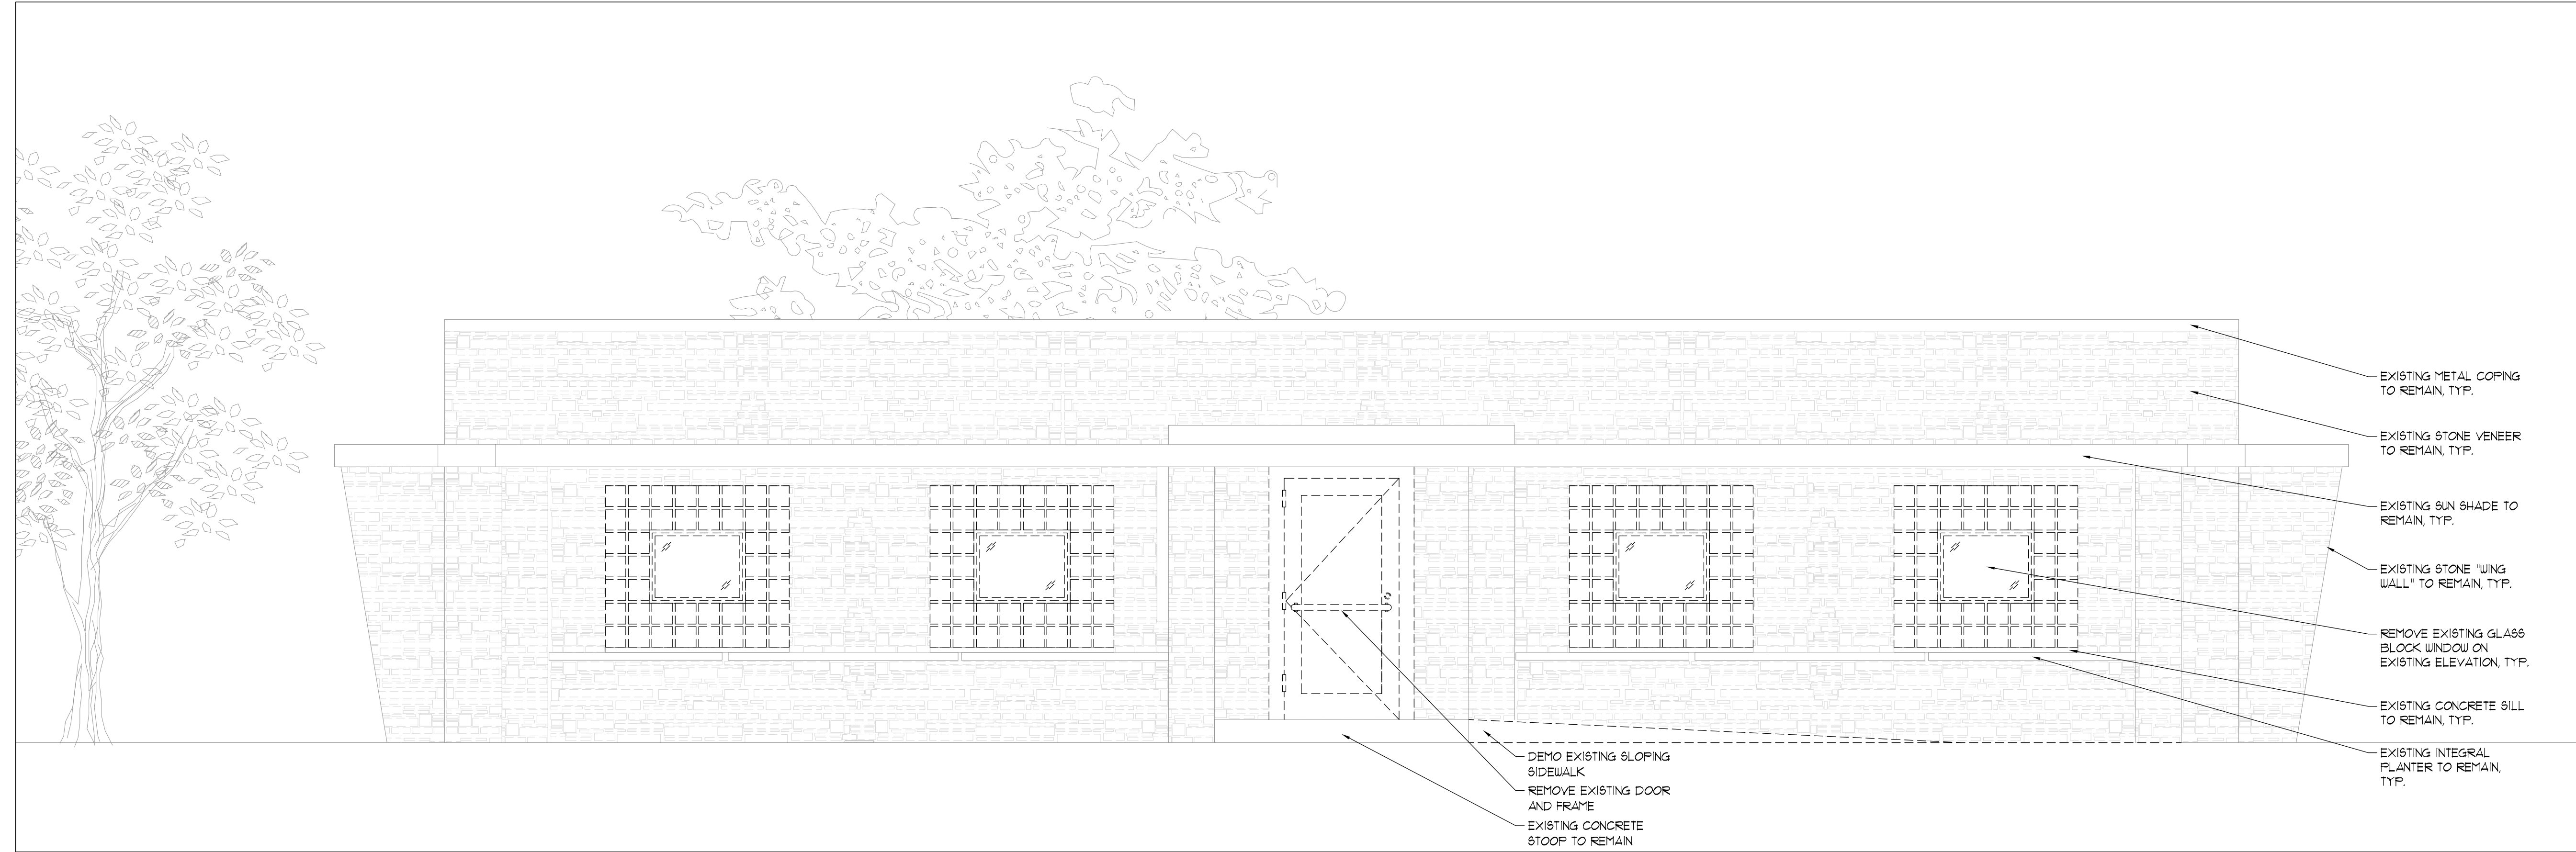 EXISTING METAL COPING
TO REMAIN, TYP.
EXISTING STONE VENEER
TO REMAIN, TYP.
EXISTING SUN SHADE TO
REMAIN, TYP.
EXISTING STONE "WING
WALL" TO REMAIN, TYP.
REMOVE EXISTING GLASS
BLOCK WINDOW ON
EXISTING ELEVATION, TYP.
EXISTING CONCRETE SILL
TO REMAIN, TYP.
EXISTING INTEGRAL
PLANTER TO REMAIN,
TYP.
DEMO EXISTING SLOPING
SIDEWALK
REMOVE EXISTING DOOR
AND FRAME
EXISTING CONCRETE
STOOP TO REMAIN